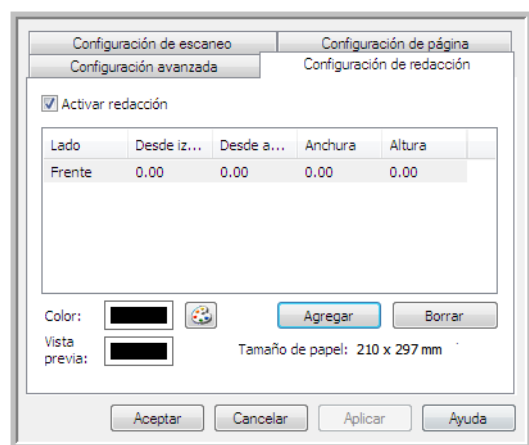 Configuración de escaneo Configuración de página
Configuración avanzada Configuración de redacción
Activar redacción
Lado Desde iz... Desde a... Anchura Altura
Frente 0.00 0.00 0.00 0.00
Color: Agregar Borrar
Vista
previa: Tamaño de papel: 210 x 297 mm
Aceptar Cancelar Aplicar Ayuda